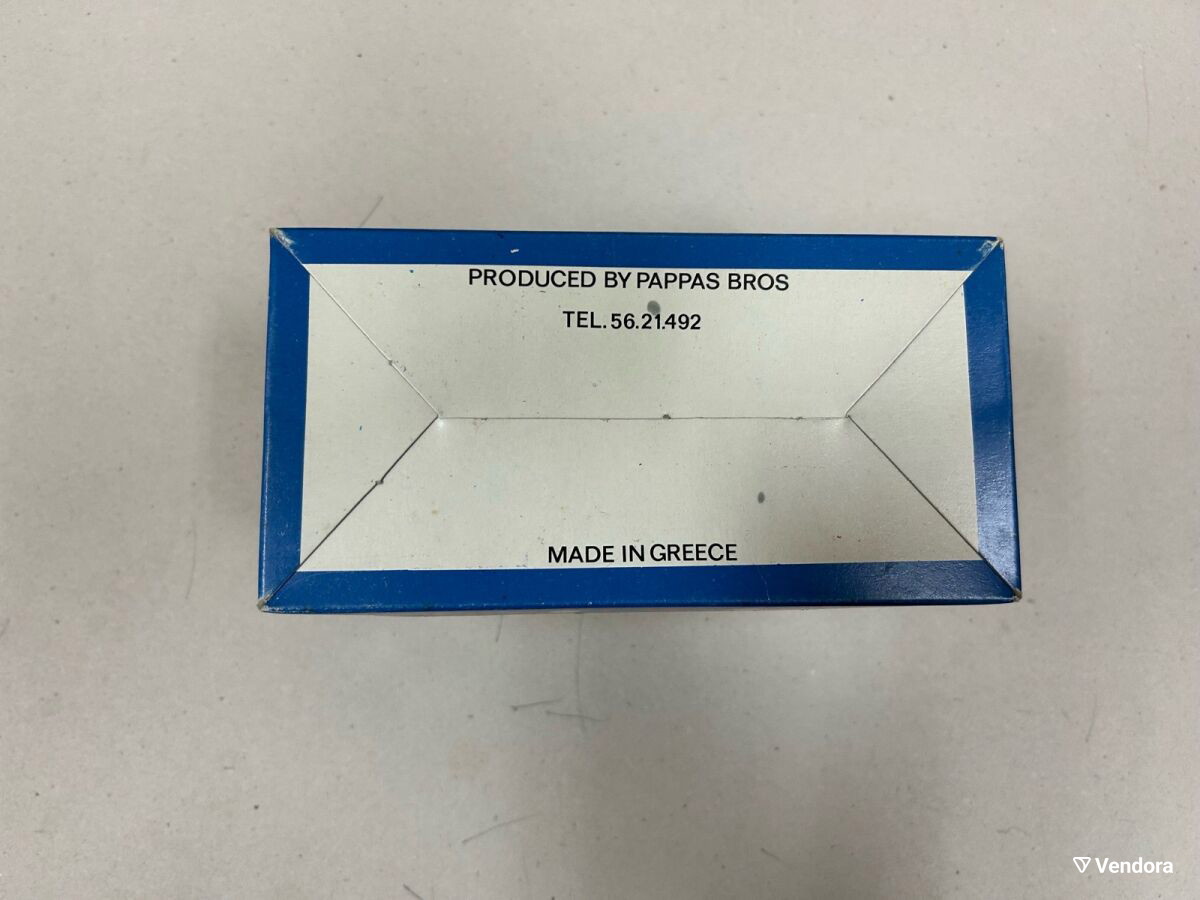 PRODUCED BY PAPPAS BROS
TEL. 56.21.492
MADE IN GREECE
Vendora